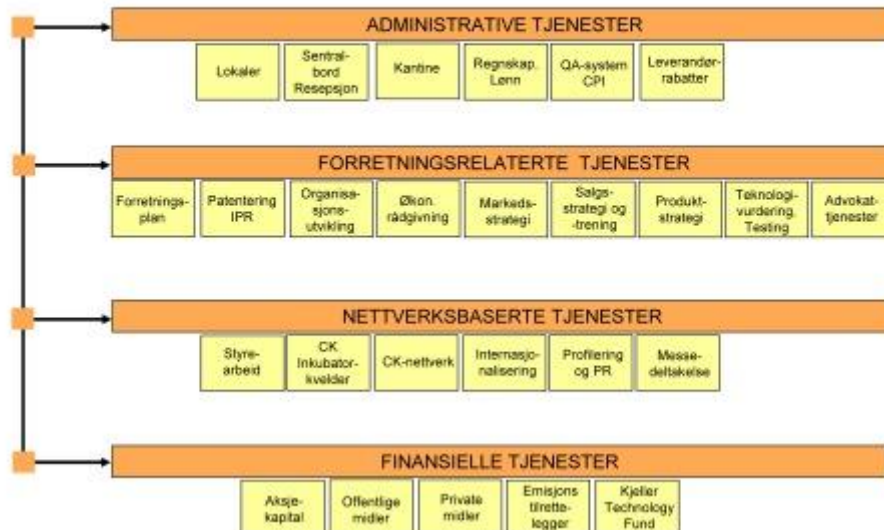 ADMINISTRATIVE TJENESTER
Lokaler
Sentral-
bord
Resepsjon
Kantine
Regnskap,
Lønn
QA-system
CPI
Leverandør-
rabatter
FORRETNINGSRELATERTE TJENESTER
Forretnings-
plan
Patentering
IPR
Organisa-
sjons-
utvikling
Økon.
rådgivning
Markeds-
strategi
Salgs-
strategi og
-trening
Produkt-
strategi
Teknologi-
vurdering,
Testing
Advokat-
tjenester
NETTVERKSBASERTE TJENESTER
Styre-
arbeid
CK
Inkubator-
kvelder
CK-nettverk
Internasjo-
nalisering
Profilering
og PR
Messe-
deltakelse
FINANSIELLE TJENESTER
Aksje-
kapital
Offentlige
midler
Private
midler
Emisjons
tilrette-
legger
Kjeller
Technology
Fund